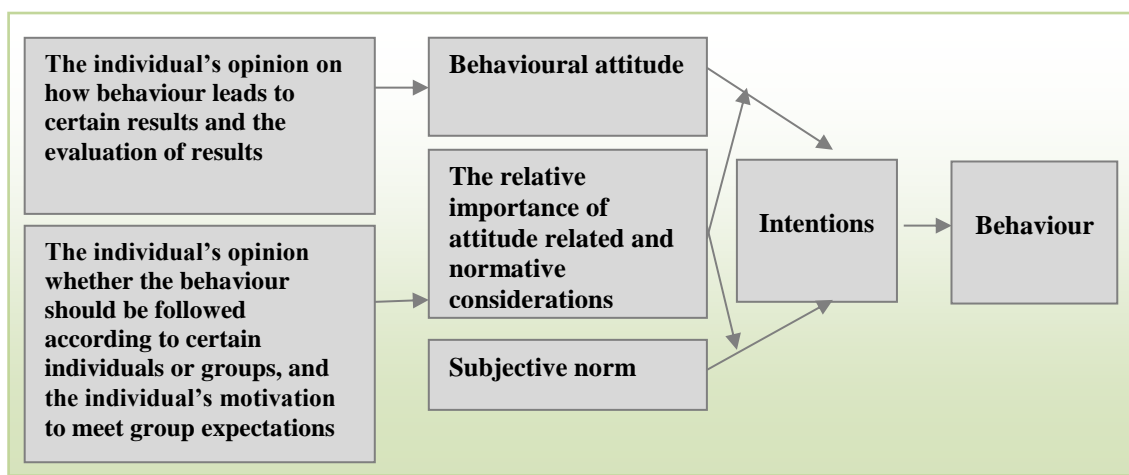 The individual's opinion on
how behaviour leads to
certain results and the
evaluation of results
The individual's opinion
whether the behaviour
should be followed
according to certain
individuals or groups, and
the individual's motivation
to meet group expectations
Behavioural attitude
The relative
importance of
attitude related and
normative
considerations
Subjective norm
Intentions
Behaviour